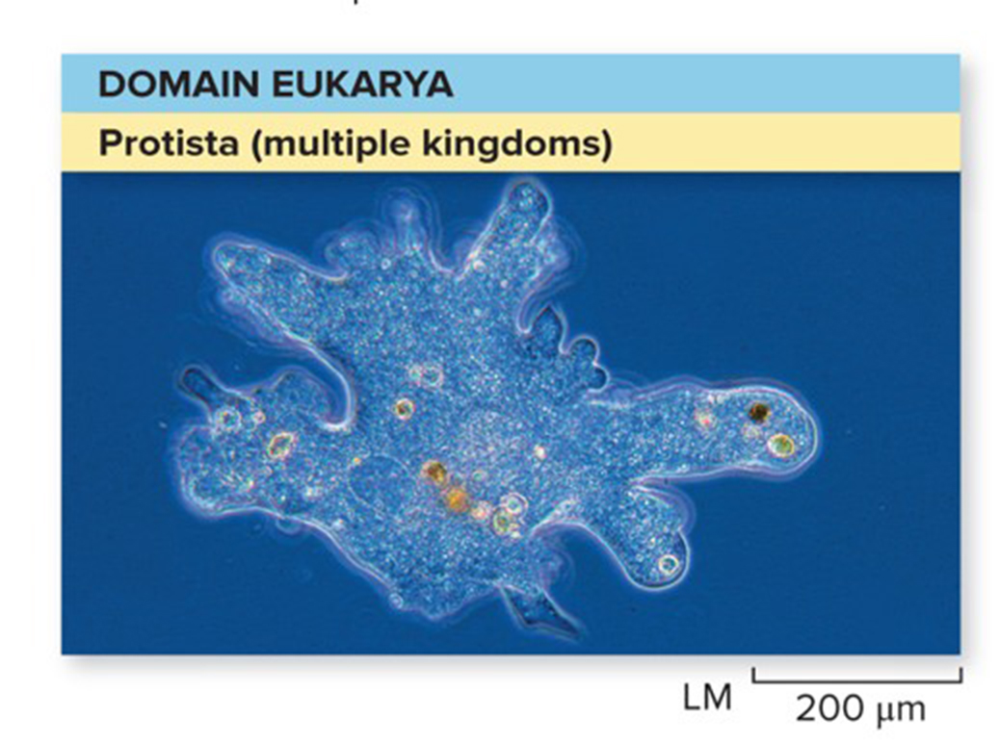 DOMAIN EUKARYA
Protista (multiple kingdoms)
LM
200 μm